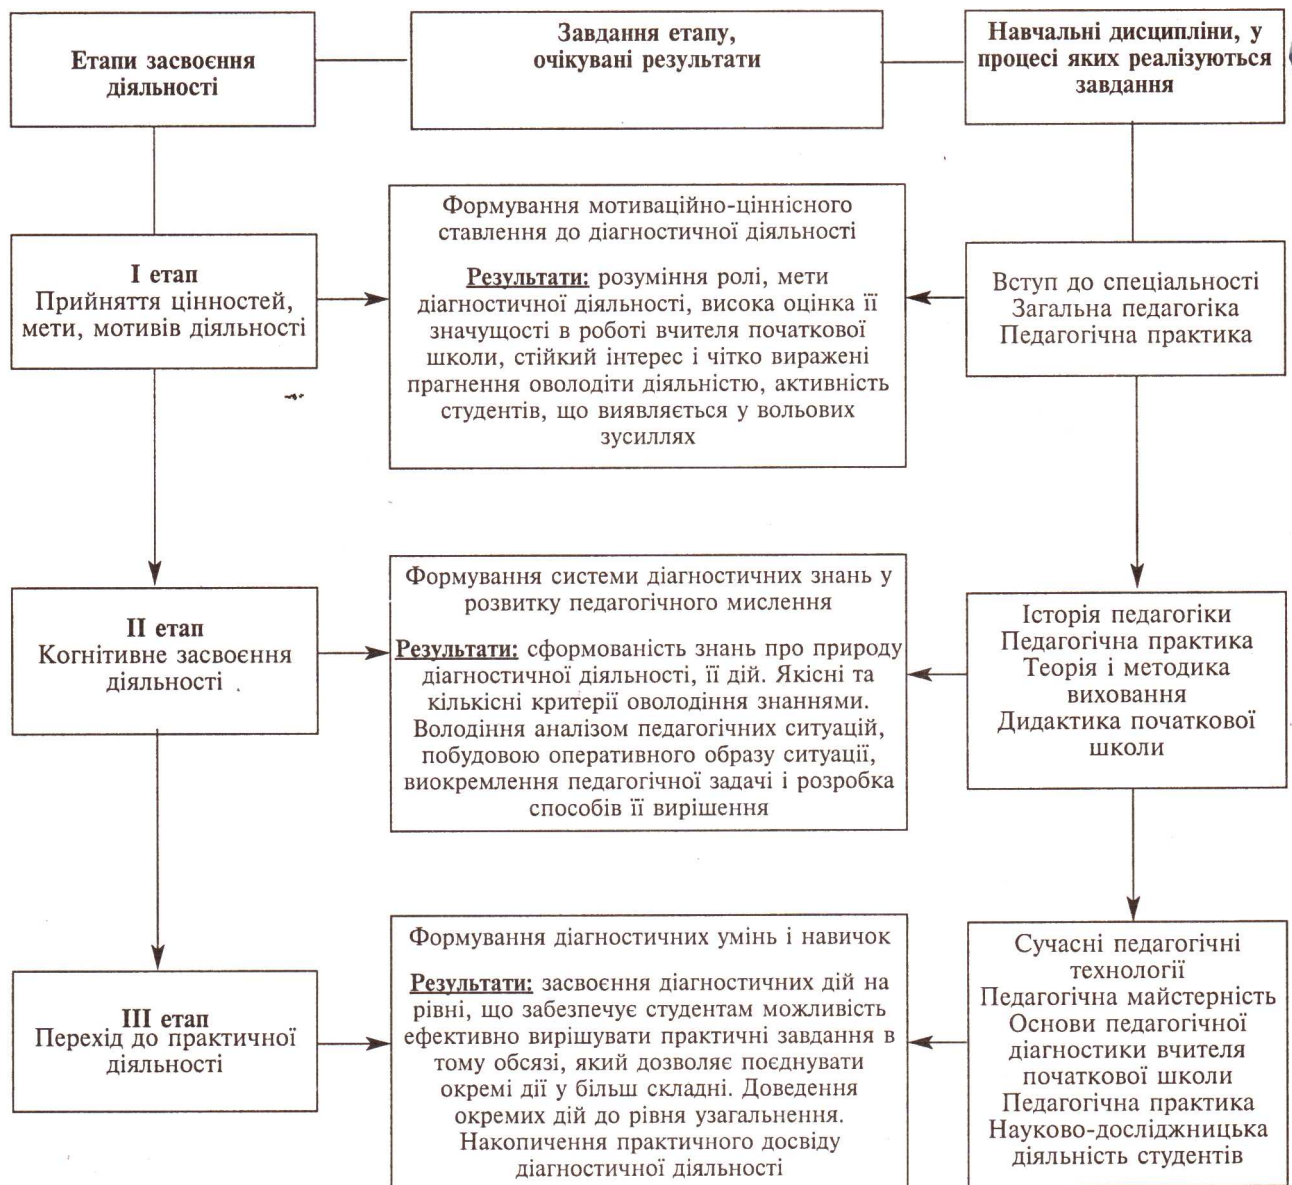 Етапи засвоєння
діяльності
Завдання етапу,
очікувані результати
Навчальні дисципліни, у
процесі яких реалізуються
завдання
І етап
Прийняття цінностей,
мети, мотивів діяльності
Формування мотиваційно-ціннісного
ставлення до діагностичної діяльності
Результати: розуміння ролі, мети
діагностичної діяльності, висока оцінка її
значущості в роботі вчителя початкової
школи, стійкий інтерес і чітко виражені
прагнення оволодіти діяльністю, активність
студентів, що виявляється у вольових
зусиллях
Вступ до спеціальності
Загальна педагогіка
Педагогічна практика
ІІ етап
Когнітивне засвоєння
діяльності
Формування системи діагностичних знань у
розвитку педагогічного мислення
Результати: сформованість знань про природу
діагностичної діяльності, її дій. Якісні та
кількісні критерії оволодіння знаннями.
Володіння аналізом педагогічних ситуацій,
побудовою оперативного образу ситуації,
виокремлення педагогічної задачі і розробка
способів її вирішення
Історія педагогіки
Педагогічна практика
Теорія і методика
виховання
Дидактика початкової
школи
ІІІ етап
Перехід до практичної
діяльності
Формування діагностичних умінь і навичок
Результати: засвоєння діагностичних дій на
рівні, що забезпечує студентам можливість
ефективно вирішувати практичні завдання в
тому обсязі, який дозволяє поєднувати
окремі дії у більш складні. Доведення
окремих дій до рівня узагальнення.
Накопичення практичного досвіду
діагностичної діяльності
Сучасні педагогічні
технології
Педагогічна майстерність
Основи педагогічної
діагностики вчителя
початкової школи
Педагогічна практика
Науково-досліджницька
діяльність студентів